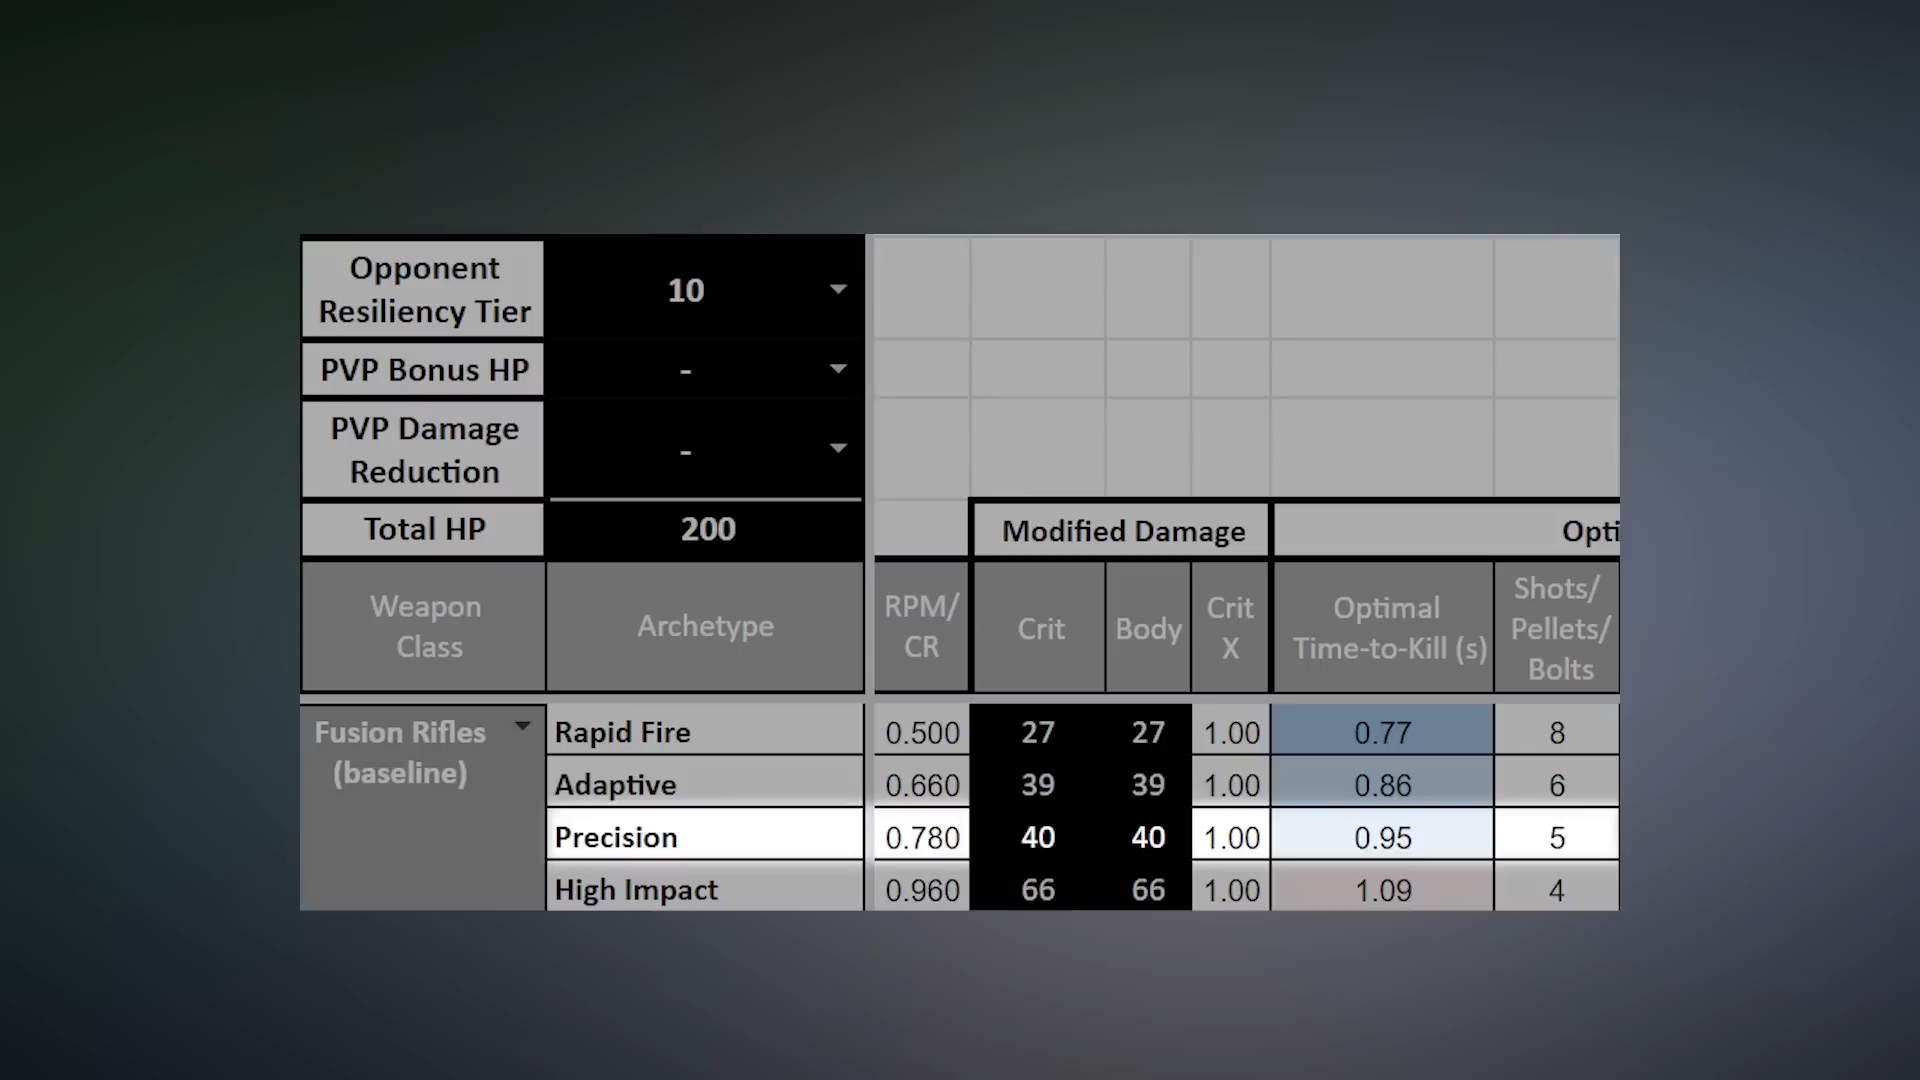 Opponent
Resiliency Tier
10
PVP Bonus HP
-
PVP Damage
Reduction
-
Total HP
200
Modified Damage
Opti
Weapon
Class
Archetype
RPM/
CR
Crit
Body
Crit
X
Optimal
Time-to-Kill (s)
Shots/
Pellets/
Bolts
Fusion Rifles
(baseline)
Rapid Fire 0.500 27 27 1.00 0.77 8
Adaptive 0.660 39 39 1.00 0.86 6
Precision 0.780 40 40 1.00 0.95 5
High Impact 0.960 66 66 1.00 1.09 4